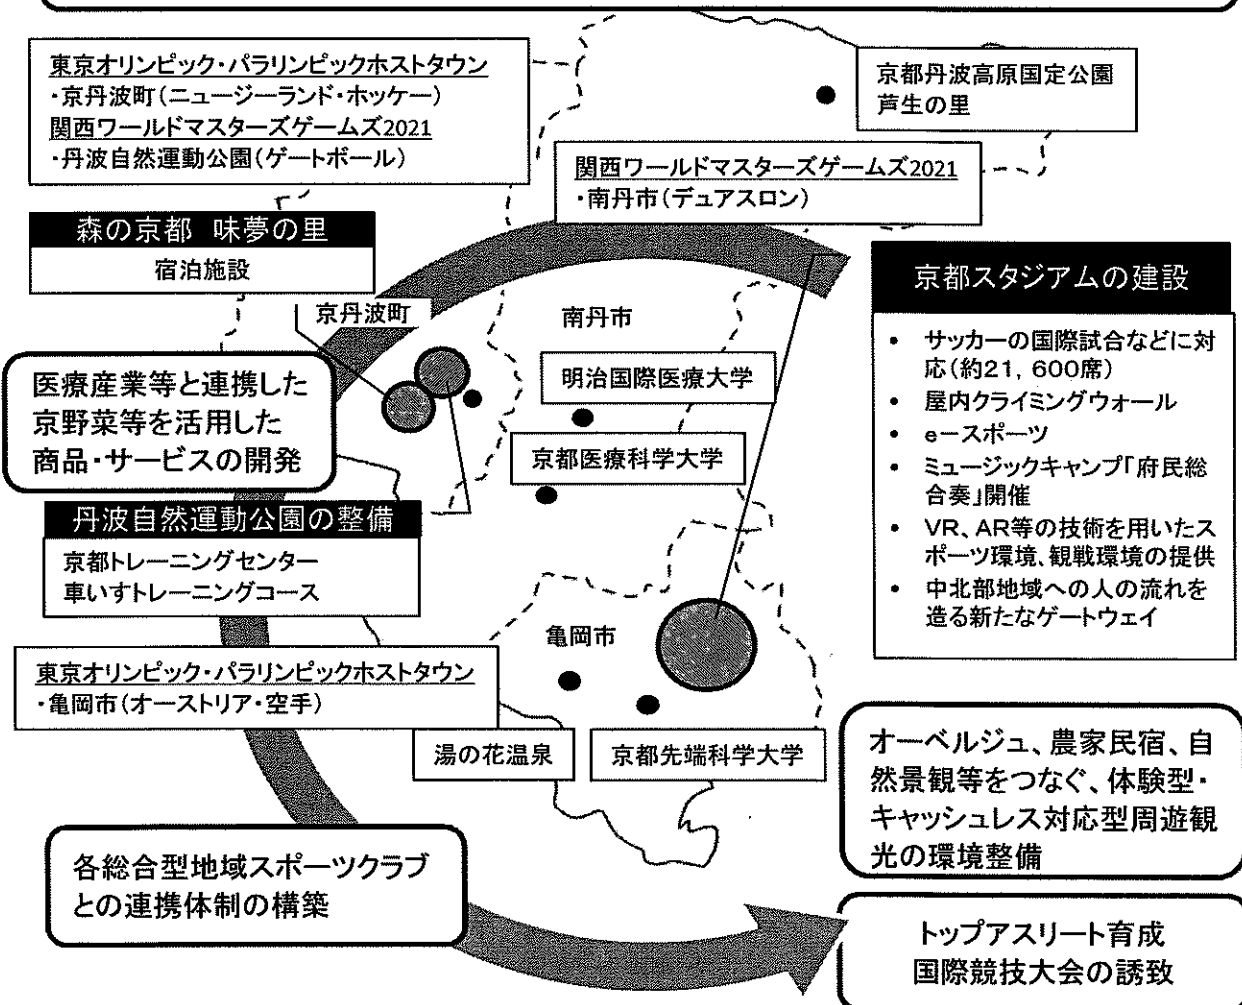 東京オリンピック・パラリンピックホストタウン
・京丹波町(ニュージーランド・ホッケー)
関西ワールドマスターズゲームズ2021
・丹波自然運動公園(ゲートボール)
京都丹波高原国定公園
芦生の里
関西ワールドマスターズゲームズ2021
・南丹市(デュアスロン)
森の京都 味夢の里
宿泊施設
京丹波町
南丹市
明治国際医療大学
京都医療科学大学
医療産業等と連携した
京野菜等を活用した
商品・サービスの開発
京都スタジアムの建設
• サッカーの国際試合などに対
応(約21,600席)
• 屋内クライミングウォール
• e-スポーツ
• ミュージックキャンプ「府民総
合奏」開催
• VR、AR等の技術を用いたス
ポーツ環境、観戦環境の提供
• 中北部地域への人の流れを
造る新たなゲートウェイ
丹波自然運動公園の整備
京都トレーニングセンター
車いすトレーニングコース
亀岡市
東京オリンピック・パラリンピックホストタウン
・亀岡市(オーストリア・空手)
湯の花温泉
京都先端科学大学
オーベルジュ、農家民宿、自
然景観等をつなぐ、体験型・
キャッシュレス対応型周遊観
光の環境整備
各総合型地域スポーツクラブ
との連携体制の構築
トップアスリート育成
国際競技大会の誘致